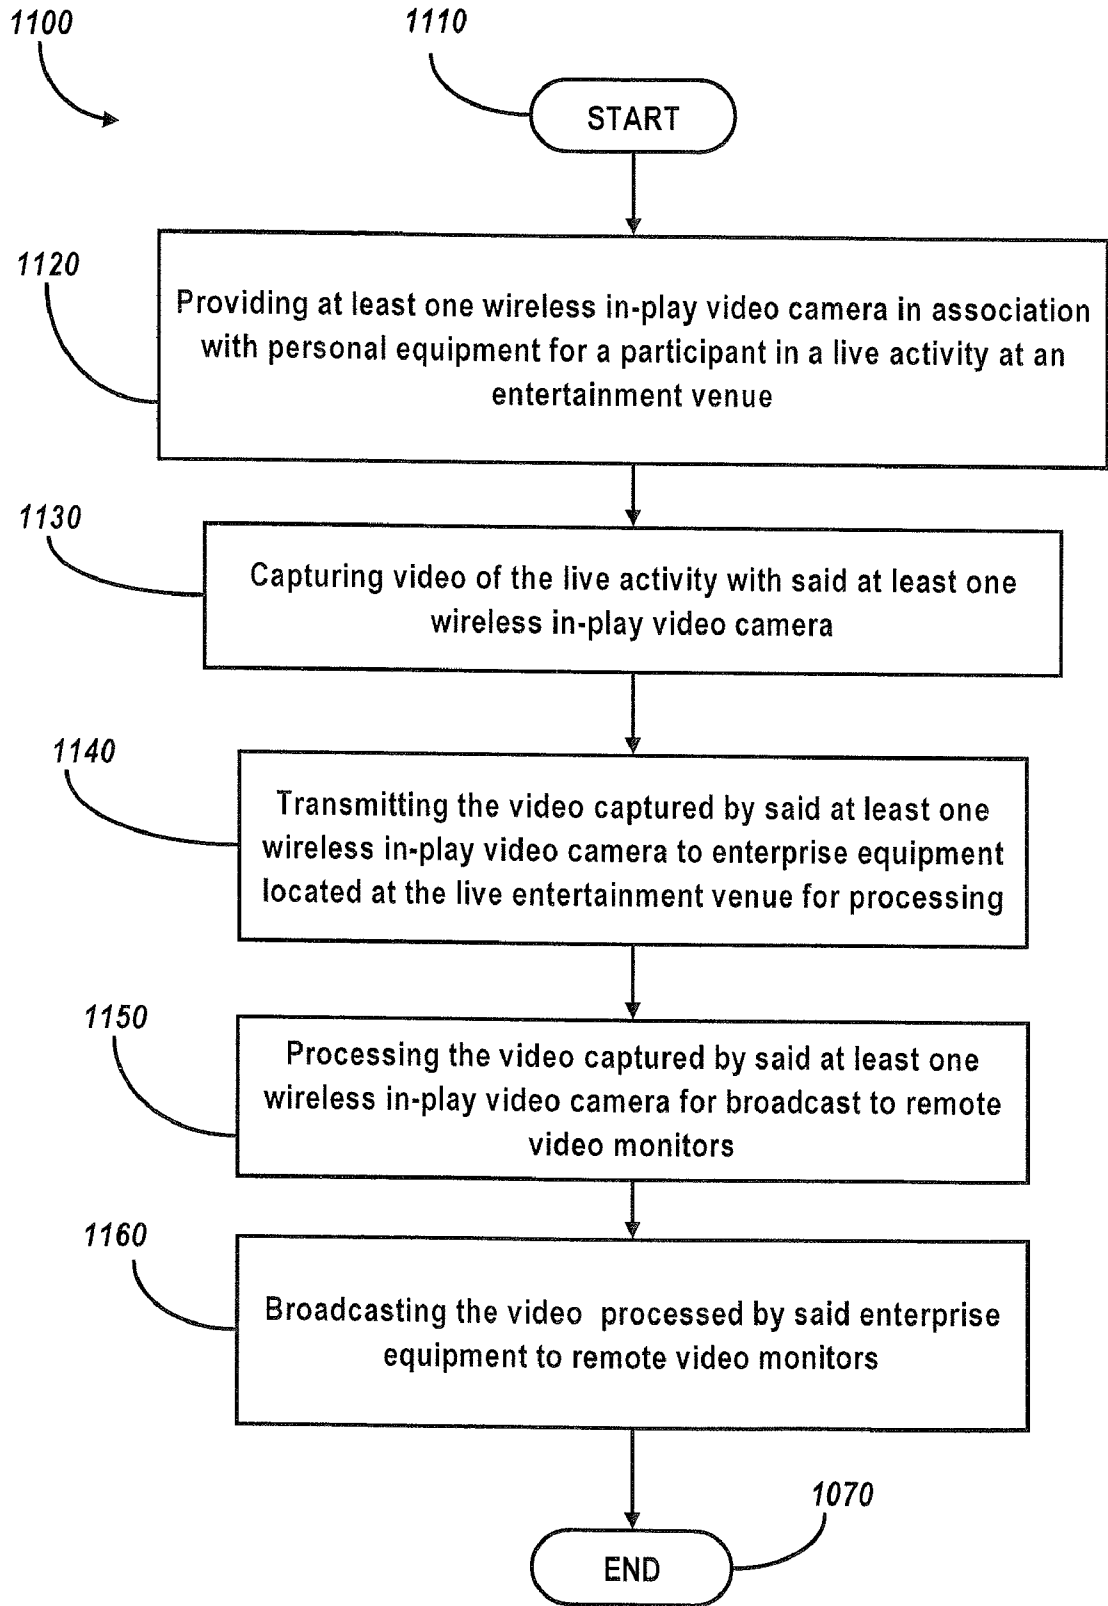 1100
1110
START
1120
Providing at least one wireless in-play video camera in association
with personal equipment for a participant in a live activity at an
entertainment venue
1130
Capturing video of the live activity with said at least one
wireless in-play video camera
1140
Transmitting the video captured by said at least one
wireless in-play video camera to enterprise equipment
located at the live entertainment venue for processing
1150
Processing the video captured by said at least one
wireless in-play video camera for broadcast to remote
video monitors
1160
Broadcasting the video processed by said enterprise
equipment to remote video monitors
1070
END